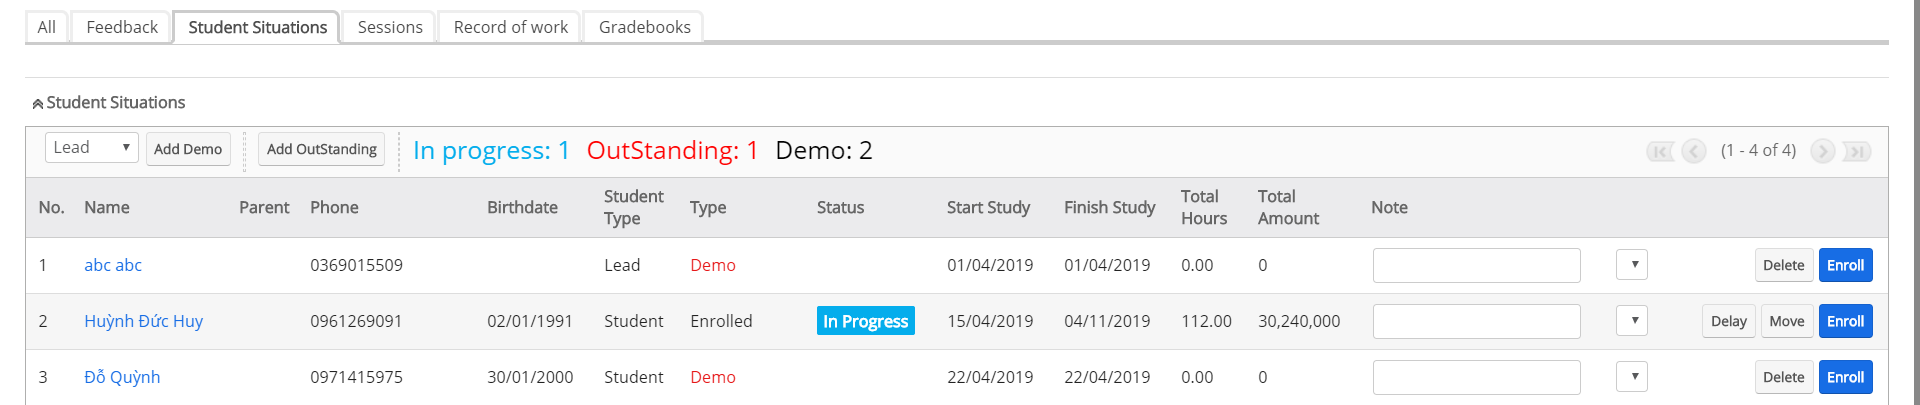 All Feedback Student Situations Sessions Record of work Gradebooks
Student Situations
Lead Add Demo Add OutStanding In progress: 1 OutStanding: 1 Demo: 2 (1 - 4 of 4)
No. Name Parent Phone Birthdate Student Type Type Status Start Study Finish Study Total Hours Total Amount Note
1 abc abc 0369015509 Lead Demo 01/04/2019 01/04/2019 0.00 0 Delete Enroll
2 Huỳnh Đức Huy 0961269091 02/01/1991 Student Enrolled In Progress 15/04/2019 04/11/2019 112.00 30,240,000 Delay Move Enroll
3 Đỗ Quỳnh 0971415975 30/01/2000 Student Demo 22/04/2019 22/04/2019 0.00 0 Delete Enroll